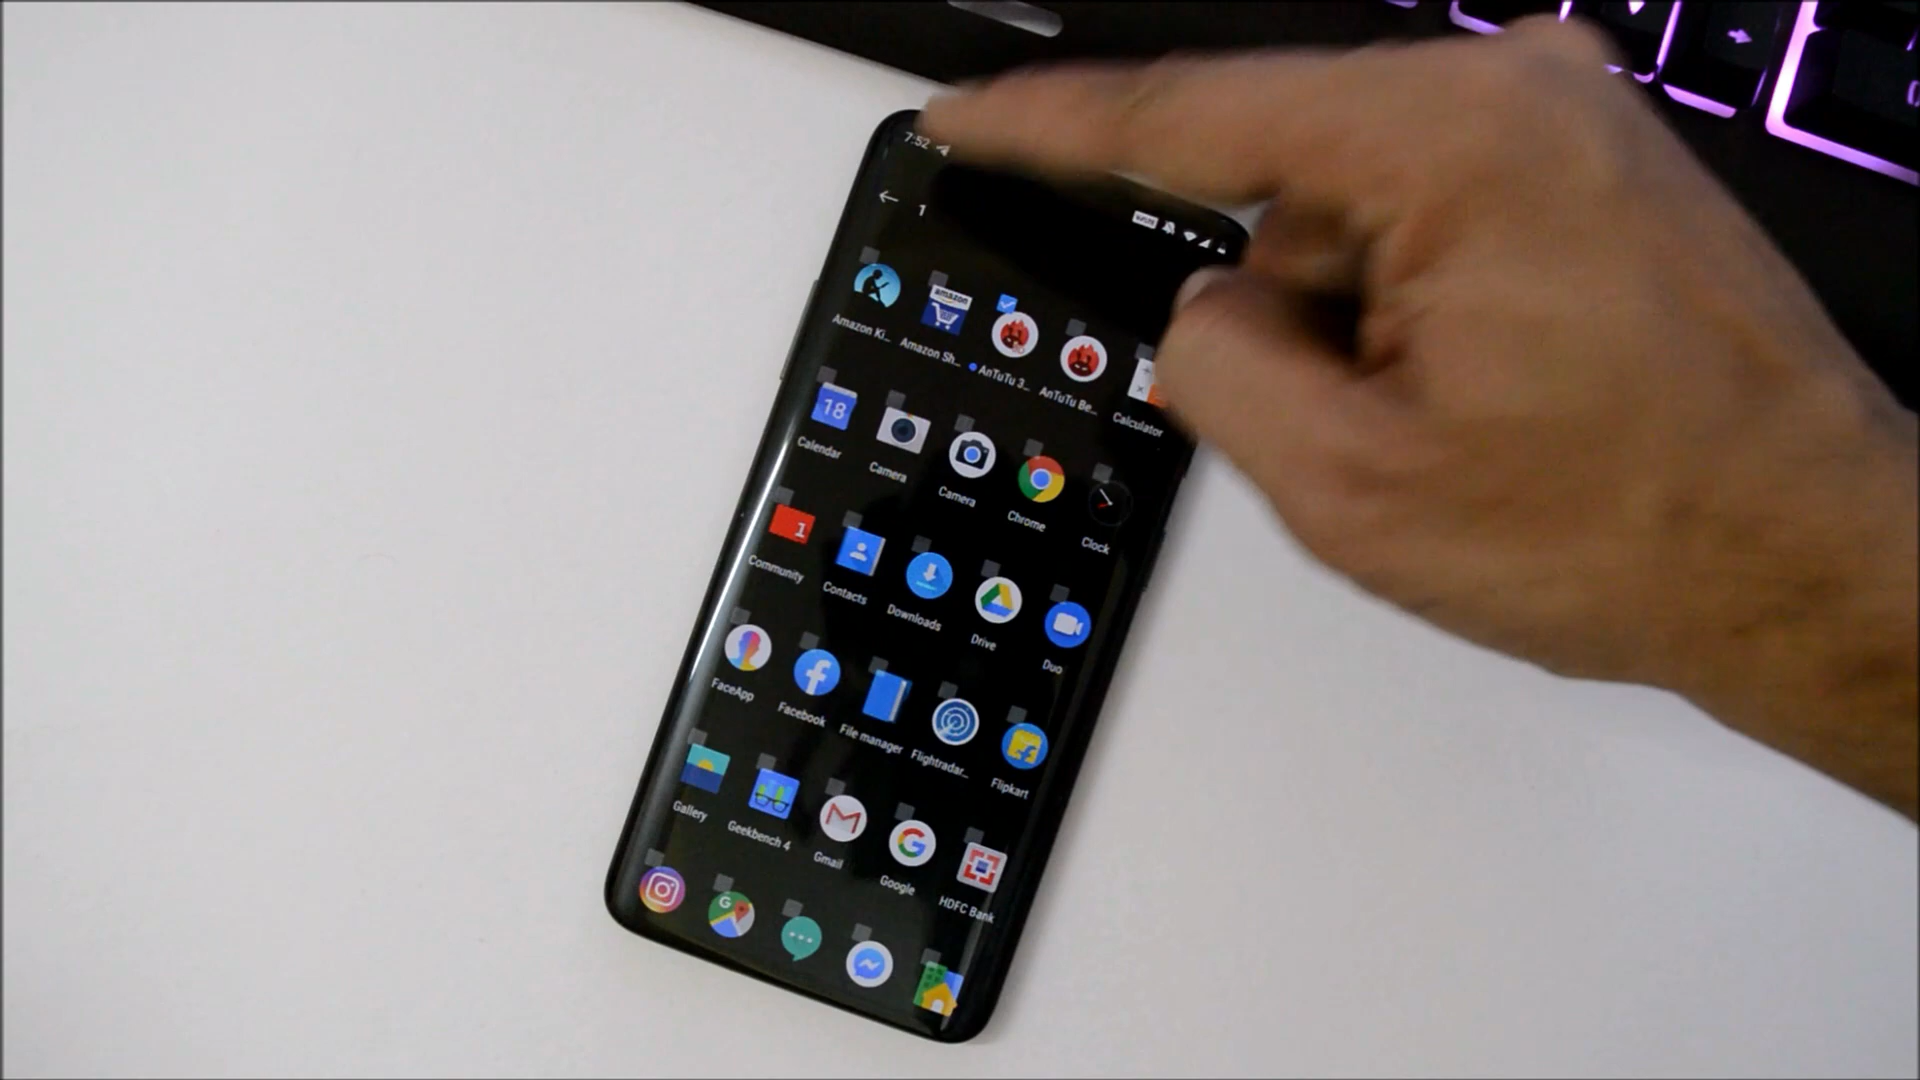 7:52
1
amazon
Amazon Ki... Amazon Sh... AnTuTu 3... AnTuTu Be... Calculator
18
Calendar Camera Camera Chrome Clock
1
Community Contacts Downloads Drive Duo
FaceApp Facebook File manager Flightradar... Flipkart
Gallery Geekbench 4 Gmail Google HDFC Bank